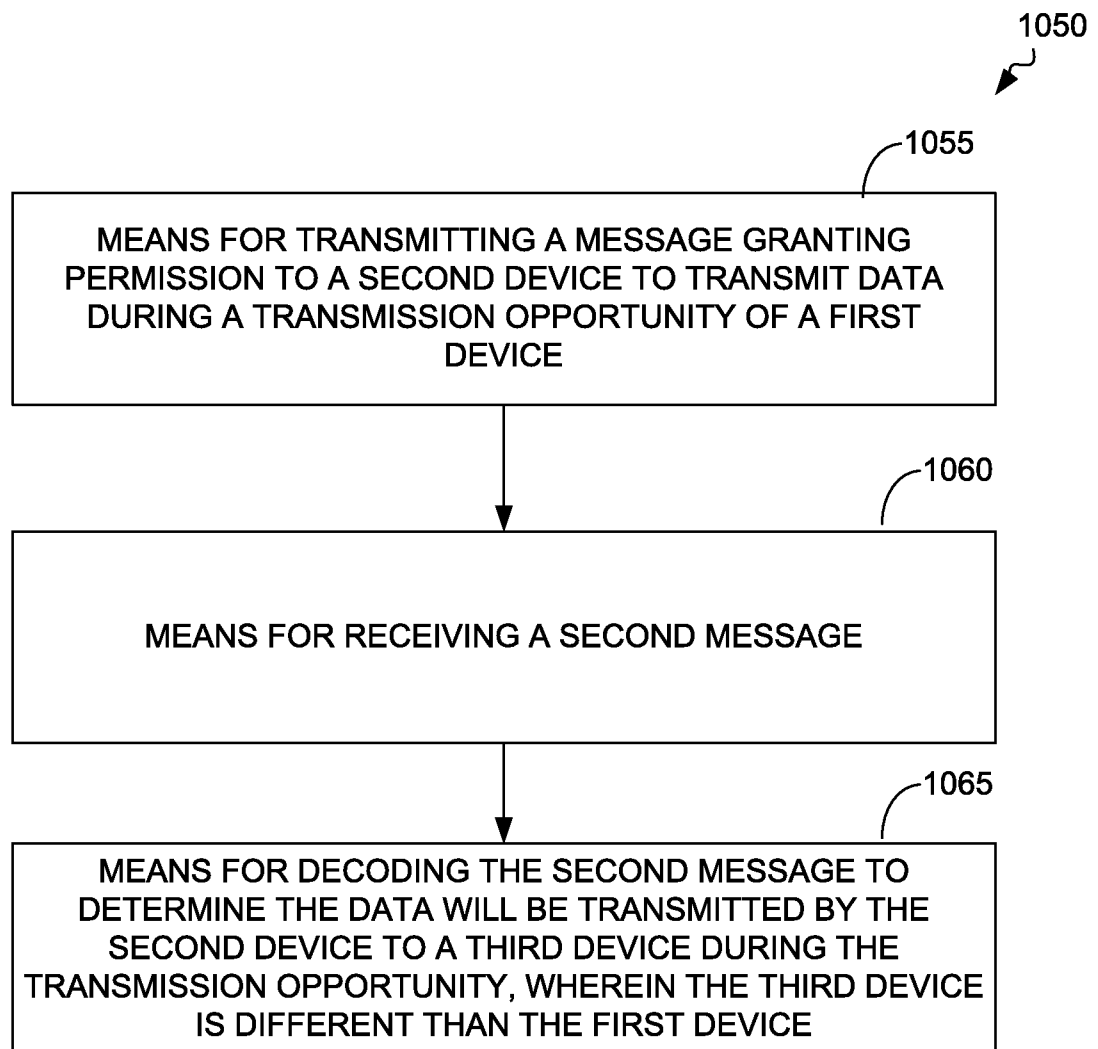 1050
1055
MEANS FOR TRANSMITTING A MESSAGE GRANTING
PERMISSION TO A SECOND DEVICE TO TRANSMIT DATA
DURING A TRANSMISSION OPPORTUNITY OF A FIRST
DEVICE
1060
MEANS FOR RECEIVING A SECOND MESSAGE
1065
MEANS FOR DECODING THE SECOND MESSAGE TO
DETERMINE THE DATA WILL BE TRANSMITTED BY THE
SECOND DEVICE TO A THIRD DEVICE DURING THE
TRANSMISSION OPPORTUNITY, WHEREIN THE THIRD DEVICE
IS DIFFERENT THAN THE FIRST DEVICE